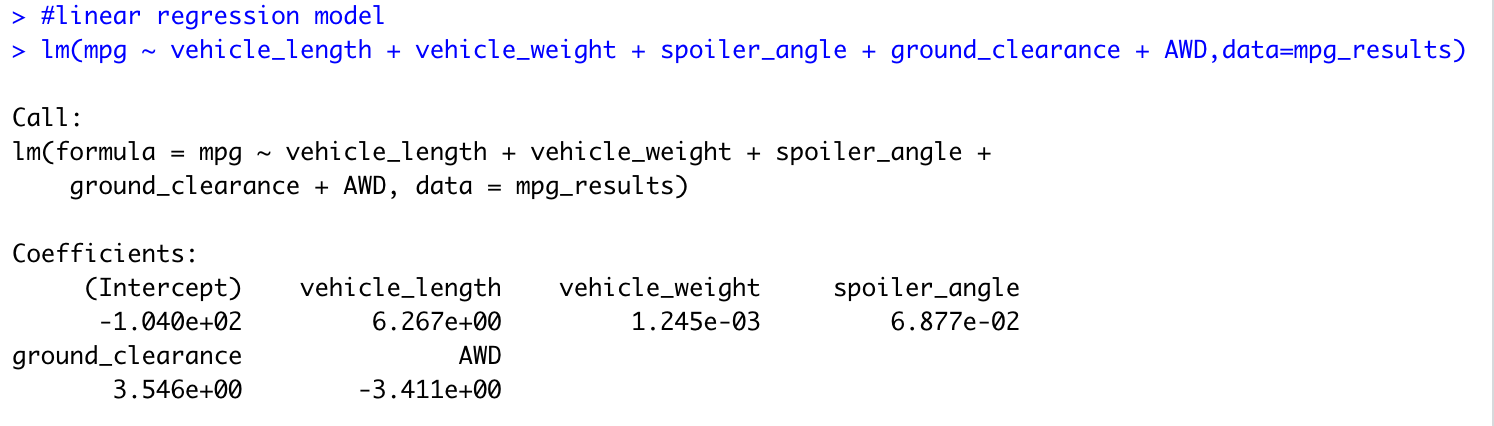 > #linear regression model
> lm(mpg ~ vehicle_length + vehicle_weight + spoiler_angle + ground_clearance + AWD,data=mpg_results)
Call:
lm(formula = mpg ~ vehicle_length + vehicle_weight + spoiler_angle +
    ground_clearance + AWD, data = mpg_results)
Coefficients:
     (Intercept)    vehicle_length    vehicle_weight     spoiler_angle
      -1.040e+02         6.267e+00         1.245e-03         6.877e-02
ground_clearance               AWD
       3.546e+00        -3.411e+00